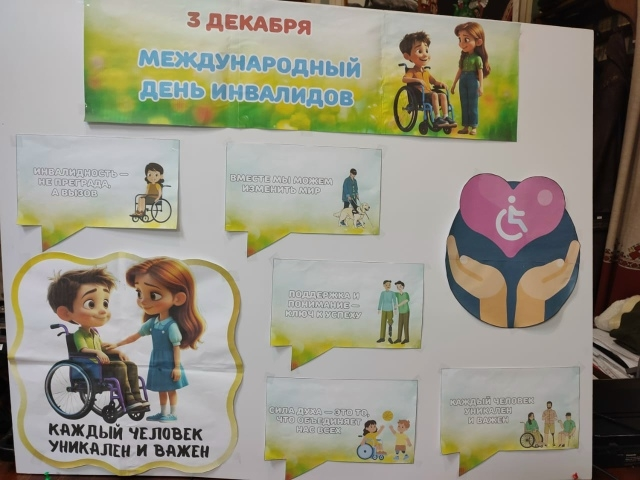 3 ДЕКАБРЯ
МЕЖДУНАРОДНЫЙ
ДЕНЬ ИНВАЛИДОВ
ИНВАЛИДНОСТЬ —
НЕ ПРЕГРАДА,
А ВЫЗОВ
ВМЕСТЕ МЫ МОЖЕМ
ИЗМЕНИТЬ МИР
ПОДДЕРЖКА И
ПОНИМАНИЕ —
КЛЮЧ К УСПЕХУ
КАЖДЫЙ ЧЕЛОВЕК
УНИКАЛЕН И ВАЖЕН
СИЛА ДУХА — ЭТО ТО,
ЧТО ОБЪЕДИНЯЕТ
НАС ВСЕХ
КАЖДЫЙ ЧЕЛОВЕК
УНИКАЛЕН
И ВАЖЕН